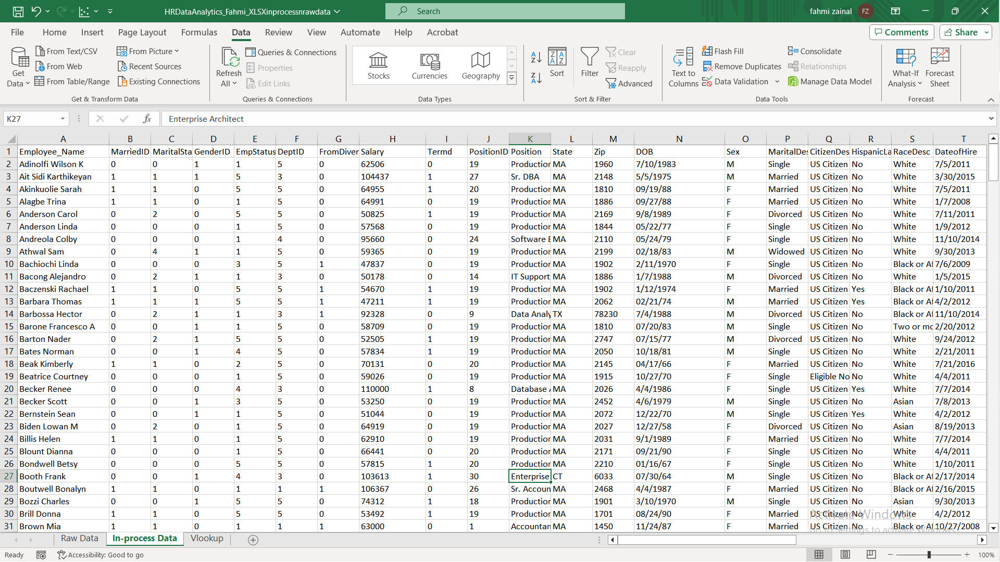 HRDataAnalytics_Fahmi_XLSXinprocessnrawdata
Search
fahmi zainal FZ
File Home Insert Page Layout Formulas Data Review View Automate Help Acrobat Comments Share
Get Data
From Text/CSV
From Web
From Table/Range
From Picture
Recent Sources
Existing Connections
Get & Transform Data
Refresh All
Queries & Connections
Properties
Edit Links
Queries & Connections
Stocks Currencies Geography
Data Types
Sort
Filter
Clear
Reapply
Advanced
Sort & Filter
Text to Columns
Flash Fill
Remove Duplicates
Data Validation
Consolidate
Relationships
Manage Data Model
Data Tools
What-If Analysis
Forecast Sheet
Forecast
K27 fx Enterprise Architect
A B C D E F G H I J K L M N O P Q R S T
1 Employee_Name MarriedID MaritalSta GenderID EmpStatus DeptID FromDiver Salary Termd PositionID Position State Zip DOB Sex MaritalDes CitizenDes HispanicLa RaceDesc DateofHire
2 Adinolfi Wilson K 0 0 1 1 5 0 62506 0 19 Production MA 1960 7/10/1983 M Single US Citizen No White 7/5/2011
3 Ait Sidi Karthikeyan 1 1 1 5 3 0 104437 1 27 Sr. DBA MA 2148 5/5/1975 M Married US Citizen No White 3/30/2015
4 Akinkuolie Sarah 1 1 0 5 5 0 64955 1 20 Production MA 1810 09/19/88 F Married US Citizen No White 7/5/2011
5 Alagbe Trina 1 1 0 1 5 0 64991 0 19 Production MA 1886 09/27/88 F Married US Citizen No White 1/7/2008
6 Anderson Carol 0 2 0 5 5 0 50825 1 19 Production MA 2169 9/8/1989 F Divorced US Citizen No White 7/11/2011
7 Anderson Linda 0 0 0 1 5 0 57568 0 19 Production MA 1844 05/22/77 F Single US Citizen No White 1/9/2012
8 Andreola Colby 0 0 0 1 4 0 95660 0 24 Software E MA 2110 05/24/79 F Single US Citizen No White 11/10/2014
9 Athwal Sam 0 4 1 1 5 0 59365 0 19 Production MA 2199 02/18/83 M Widowed US Citizen No White 9/30/2013
10 Bachiochi Linda 0 0 0 3 5 1 47837 0 19 Production MA 1902 2/11/1970 F Single US Citizen No Black or Af 7/6/2009
11 Bacong Alejandro 0 2 1 1 3 0 50178 0 14 IT Support MA 1886 1/7/1988 M Divorced US Citizen No White 1/5/2015
12 Baczenski Rachael 1 1 0 5 5 1 54670 1 19 Production MA 1902 1/12/1974 F Married US Citizen Yes Black or Af 1/10/2011
13 Barbara Thomas 1 1 1 5 5 1 47211 1 19 Production MA 2062 02/21/74 M Married US Citizen Yes Black or Af 4/2/2012
14 Barbossa Hector 0 2 1 1 3 1 92328 0 9 Data Analy TX 78230 7/4/1988 M Divorced US Citizen No Black or Af 11/10/2014
15 Barone Francesco A 0 0 1 1 5 0 58709 0 19 Production MA 1810 07/20/83 M Single US Citizen No Two or mo 2/20/2012
16 Barton Nader 0 2 1 5 5 0 52505 1 19 Production MA 2747 07/15/77 M Divorced US Citizen No White 9/24/2012
17 Bates Norman 0 0 1 4 5 0 57834 1 19 Production MA 2050 10/18/81 M Single US Citizen No White 2/21/2011
18 Beak Kimberly 1 1 0 2 5 0 70131 0 20 Production MA 2145 04/17/66 F Married US Citizen No White 7/21/2016
19 Beatrice Courtney 0 0 0 1 5 0 59026 0 19 Production MA 1915 10/27/70 F Single Eligible No No White 4/4/2011
20 Becker Renee 0 0 0 4 3 0 110000 1 8 Database A MA 2026 4/4/1986 F Single US Citizen Yes White 7/7/2014
21 Becker Scott 0 0 1 3 5 0 53250 0 19 Production MA 2452 4/6/1979 M Single US Citizen No Asian 7/8/2013
22 Bernstein Sean 0 0 1 1 5 0 51044 0 19 Production MA 2072 12/22/70 M Single US Citizen Yes White 4/2/2012
23 Biden Lowan M 0 2 0 1 5 0 64919 0 19 Production MA 2027 12/27/58 F Divorced US Citizen No Asian 8/19/2013
24 Billis Helen 1 1 0 1 5 0 62910 0 19 Production MA 2031 9/1/1989 F Married US Citizen No White 7/7/2014
25 Blount Dianna 0 0 0 1 5 0 66441 0 20 Production MA 2171 09/21/90 F Single US Citizen No White 4/4/2011
26 Bondwell Betsy 0 0 0 5 5 0 57815 1 20 Production MA 2210 01/16/67 F Single US Citizen No White 1/10/2011
27 Booth Frank 0 0 1 4 3 0 103613 1 30 Enterprise CT 6033 07/30/64 M Single US Citizen No Black or Af 2/17/2014
28 Boutwell Bonalyn 1 1 0 1 1 1 106367 0 26 Sr. Accoun MA 2468 4/4/1987 F Married US Citizen No Black or Af 2/16/2015
29 Bozzi Charles 0 0 1 5 5 0 74312 1 18 Production MA 1901 3/10/1970 M Single US Citizen No Asian 9/30/2013
30 Brill Donna 1 1 0 5 5 0 53492 1 19 Production MA 1701 08/24/90 F Married US Citizen No White 4/2/2012
31 Brown Mia 1 1 0 1 1 1 63000 0 1 Accountan MA 1450 11/24/87 F Married US Citizen No Black or Af 10/27/2008
Activate Windows
Go to Settings to activate Windows.
Raw Data In-process Data Vlookup
Ready Accessibility: Good to go 100%